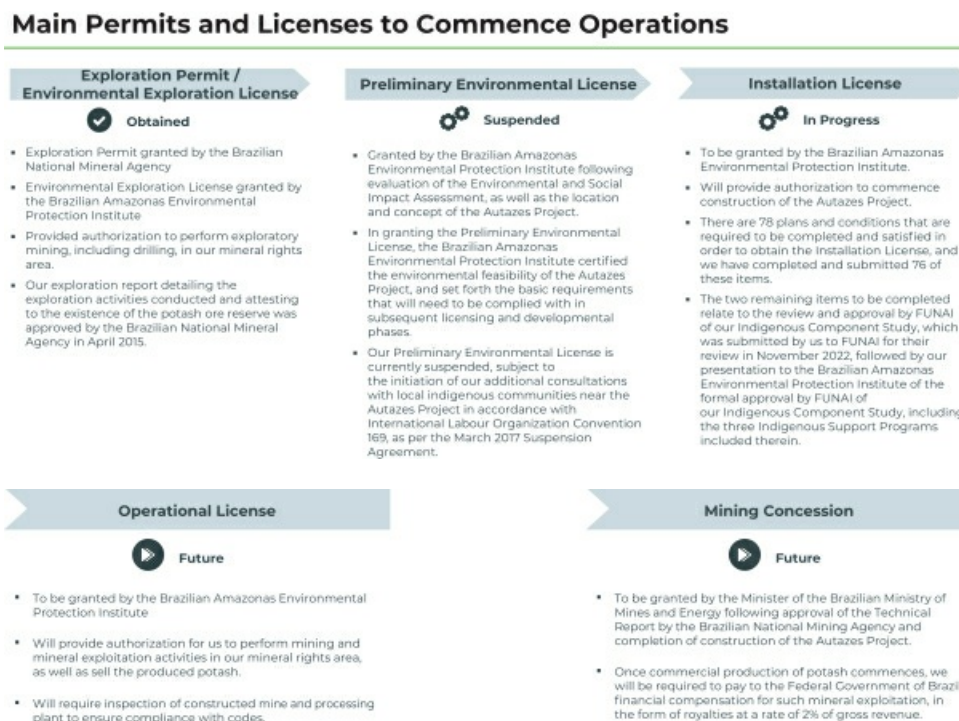 Main Permits and Licenses to Commence Operations
Exploration Permit /
Environmental Exploration License
Obtained
• Exploration Permit granted by the Brazilian
National Mineral Agency
• Environmental Exploration License granted by
the Brazilian Amazonas Environmental
Protection Institute
• Provided authorization to perform exploratory
mining, including drilling, in our mineral rights
area.
• Our exploration report detailing the
exploration activities conducted and attesting
to the existence of the potash ore reserve was
approved by the Brazilian National Mineral
Agency in April 2015.
Preliminary Environmental License
Suspended
• Granted by the Brazilian Amazonas
Environmental Protection Institute following
evaluation of the Environmental and Social
Impact Assessment, as well as the location
and concept of the Autazes Project.
• In granting the Preliminary Environmental
License, the Brazilian Amazonas
Environmental Protection Institute certified
the environmental feasibility of the Autazes
Project, and set forth the basic requirements
that will need to be complied with in
subsequent licensing and developmental
phases.
• Our Preliminary Environmental License is
currently suspended, subject to
the initiation of our additional consultations
with local indigenous communities near the
Autazes Project in accordance with
International Labour Organization Convention
169, as per the March 2017 Suspension
Agreement.
Installation License
In Progress
• To be granted by the Brazilian Amazonas
Environmental Protection Institute.
• Will provide authorization to commence
construction of the Autazes Project.
• There are 78 plans and conditions that are
required to be completed and satisfied in
order to obtain the Installation License, and
we have completed and submitted 76 of
these items.
• The two remaining items to be completed
relate to the review and approval by FUNAI
of our Indigenous Component Study, which
was submitted by us to FUNAI for their
review in November 2022, followed by our
presentation to the Brazilian Amazonas
Environmental Protection Institute of the
formal approval by FUNAI of
our Indigenous Component Study, including
the three Indigenous Support Programs
included therein.
Operational License
Future
• To be granted by the Brazilian Amazonas Environmental
Protection Institute
• Will provide authorization for us to perform mining and
mineral exploitation activities in our mineral rights area,
as well as sell the produced potash.
• Will require inspection of constructed mine and processing
plant to ensure compliance with codes.
Mining Concession
Future
• To be granted by the Minister of the Brazilian Ministry of
Mines and Energy following approval of the Technical
Report by the Brazilian National Mining Agency and
completion of construction of the Autazes Project.
• Once commercial production of potash commences, we
will be required to pay to the Federal Government of Brazil
financial compensation for such mineral exploitation, in
the form of royalties at a rate of 2% of gross revenue.